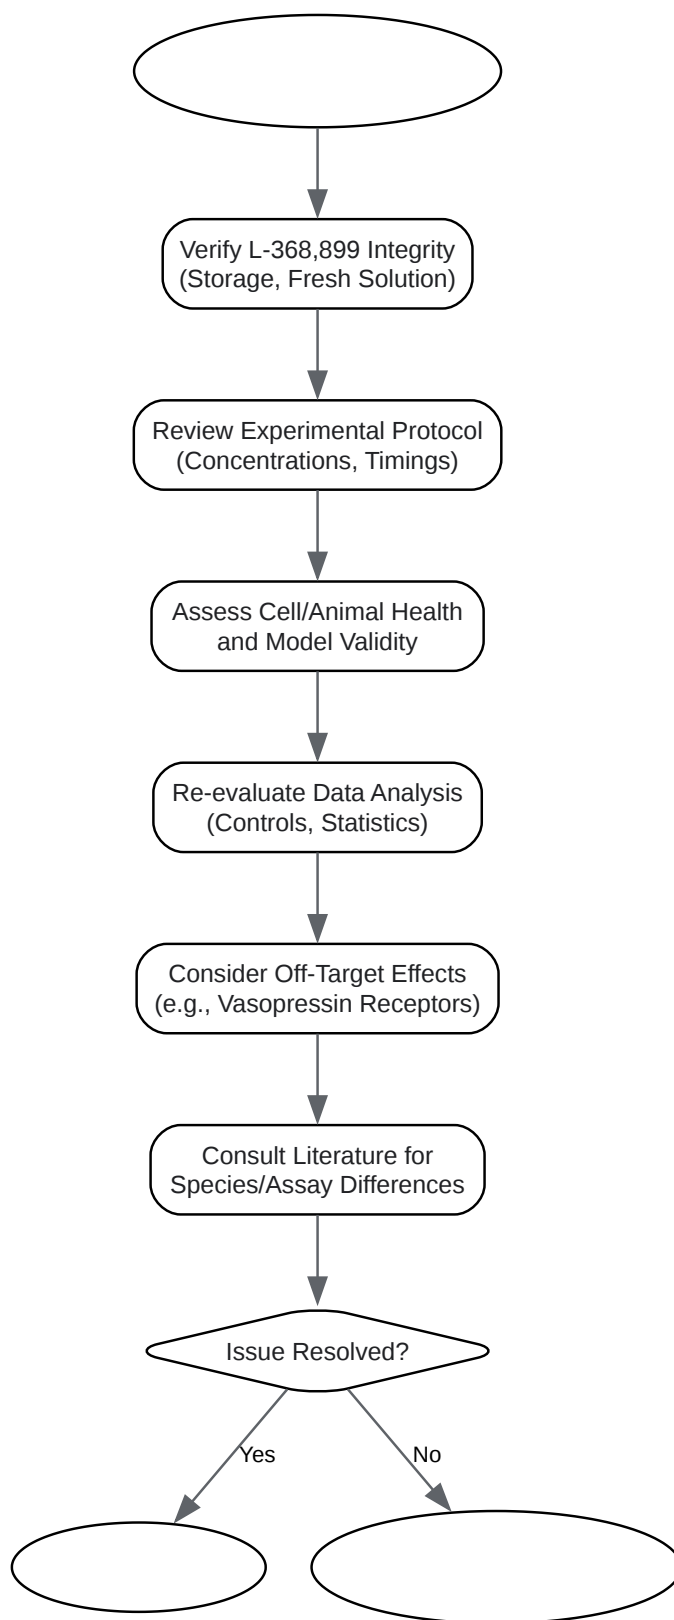 Verify L-368,899 Integrity
(Storage, Fresh Solution)
Review Experimental Protocol
(Concentrations, Timings)
Assess Cell/Animal Health
and Model Validity
Re-evaluate Data Analysis
(Controls, Statistics)
Consider Off-Target Effects
(e.g., Vasopressin Receptors)
Consult Literature for
Species/Assay Differences
Issue Resolved?
Yes
No